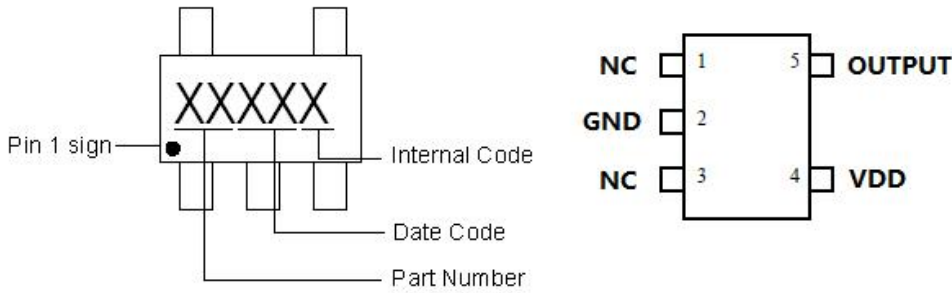 XXXXX
Pin 1 sign
Internal Code
Date Code
Part Number
NC 1 5 OUTPUT
GND 2
NC 3 4 VDD